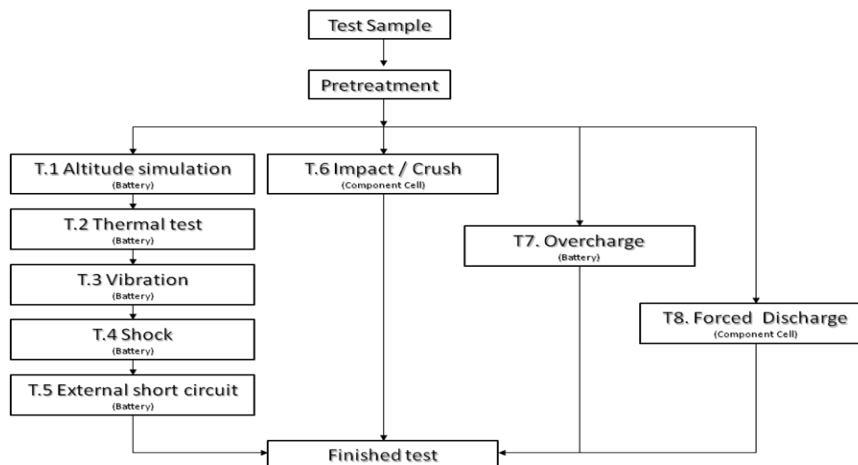 Test Sample
Pretreatment
T.1 Altitude simulation
(Battery)
T.2 Thermal test
(Battery)
T.3 Vibration
(Battery)
T.4 Shock
(Battery)
T.5 External short circuit
(Battery)
T.6 Impact / Crush
(Component Cell)
T7. Overcharge
(Battery)
T8. Forced Discharge
(Component Cell)
Finished test